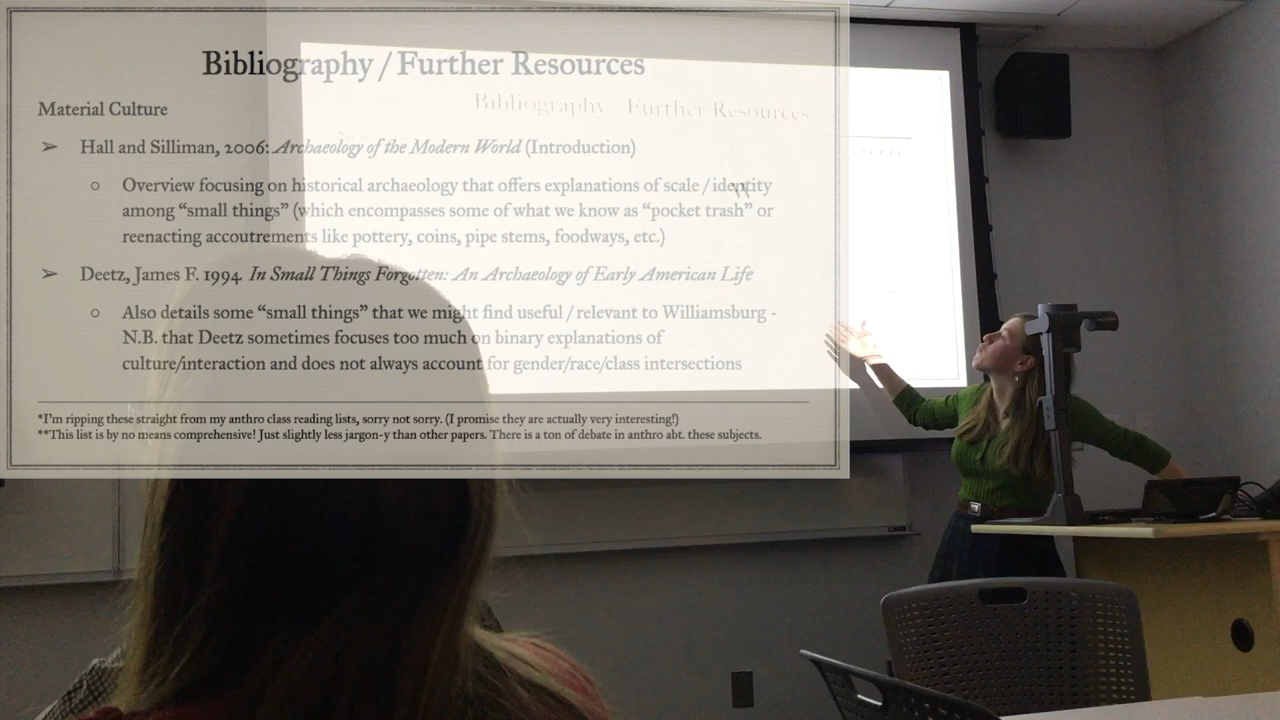 Bibliography / Further Resources
Material Culture
➢ Hall and Silliman, 2006: Archaeology of the Modern World (Introduction)
○ Overview focusing on historical archaeology that offers explanations of scale / identity
among “small things” (which encompasses some of what we know as “pocket trash” or
reenacting accoutrements like pottery, coins, pipe stems, foodways, etc.)
➢ Deetz, James F. 1994 In Small Things Forgotten: An Archaeology of Early American Life
○ Also details some “small things” that we might find useful / relevant to Williamsburg -
N.B. that Deetz sometimes focuses too much on binary explanations of
culture/interaction and does not always account for gender/race/class intersections
*I'm ripping these straight from my anthro class reading lists, sorry not sorry. (I promise they are actually very interesting!)
**This list is by no means comprehensive! Just slightly less jargon-y than other papers. There is a ton of debate in anthro abt. these subjects.
Bibliography Further Resources